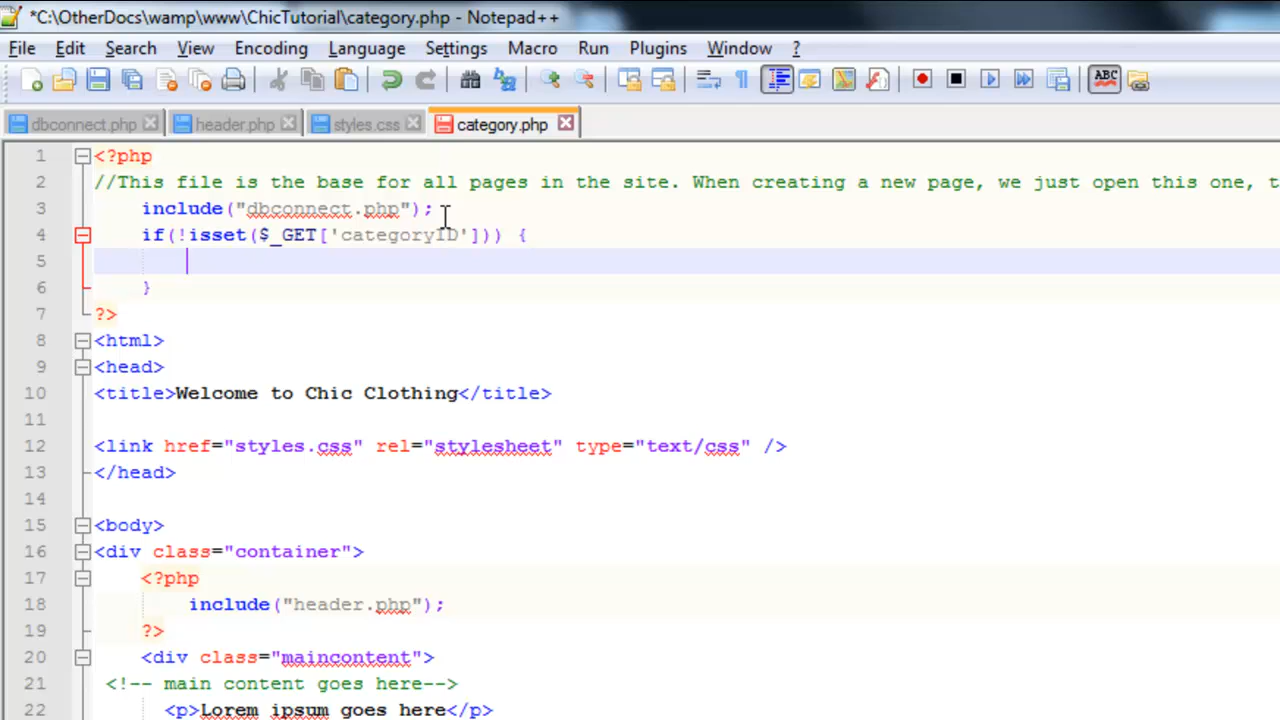 *C:\OtherDocs\wamp\www\ChicTutorial\category.php - Notepad++
File Edit Search View Encoding Language Settings Macro Run Plugins Window ?
ABC
dbconnect.php header.php styles.css category.php
1 <?php
2 //This file is the base for all pages in the site. When creating a new page, we just open this one, t
3 include("dbconnect.php");
4 if(!isset($_GET['categoryID'])) {
5
6 }
7 ?>
8 <html>
9 <head>
10 <title>Welcome to Chic Clothing</title>
11
12 <link href="styles.css" rel="stylesheet" type="text/css" />
13 </head>
14
15 <body>
16 <div class="container">
17 <?php
18 include("header.php");
19 ?>
20 <div class="maincontent">
21 <!-- main content goes here-->
22 <p>Lorem ipsum goes here</p>